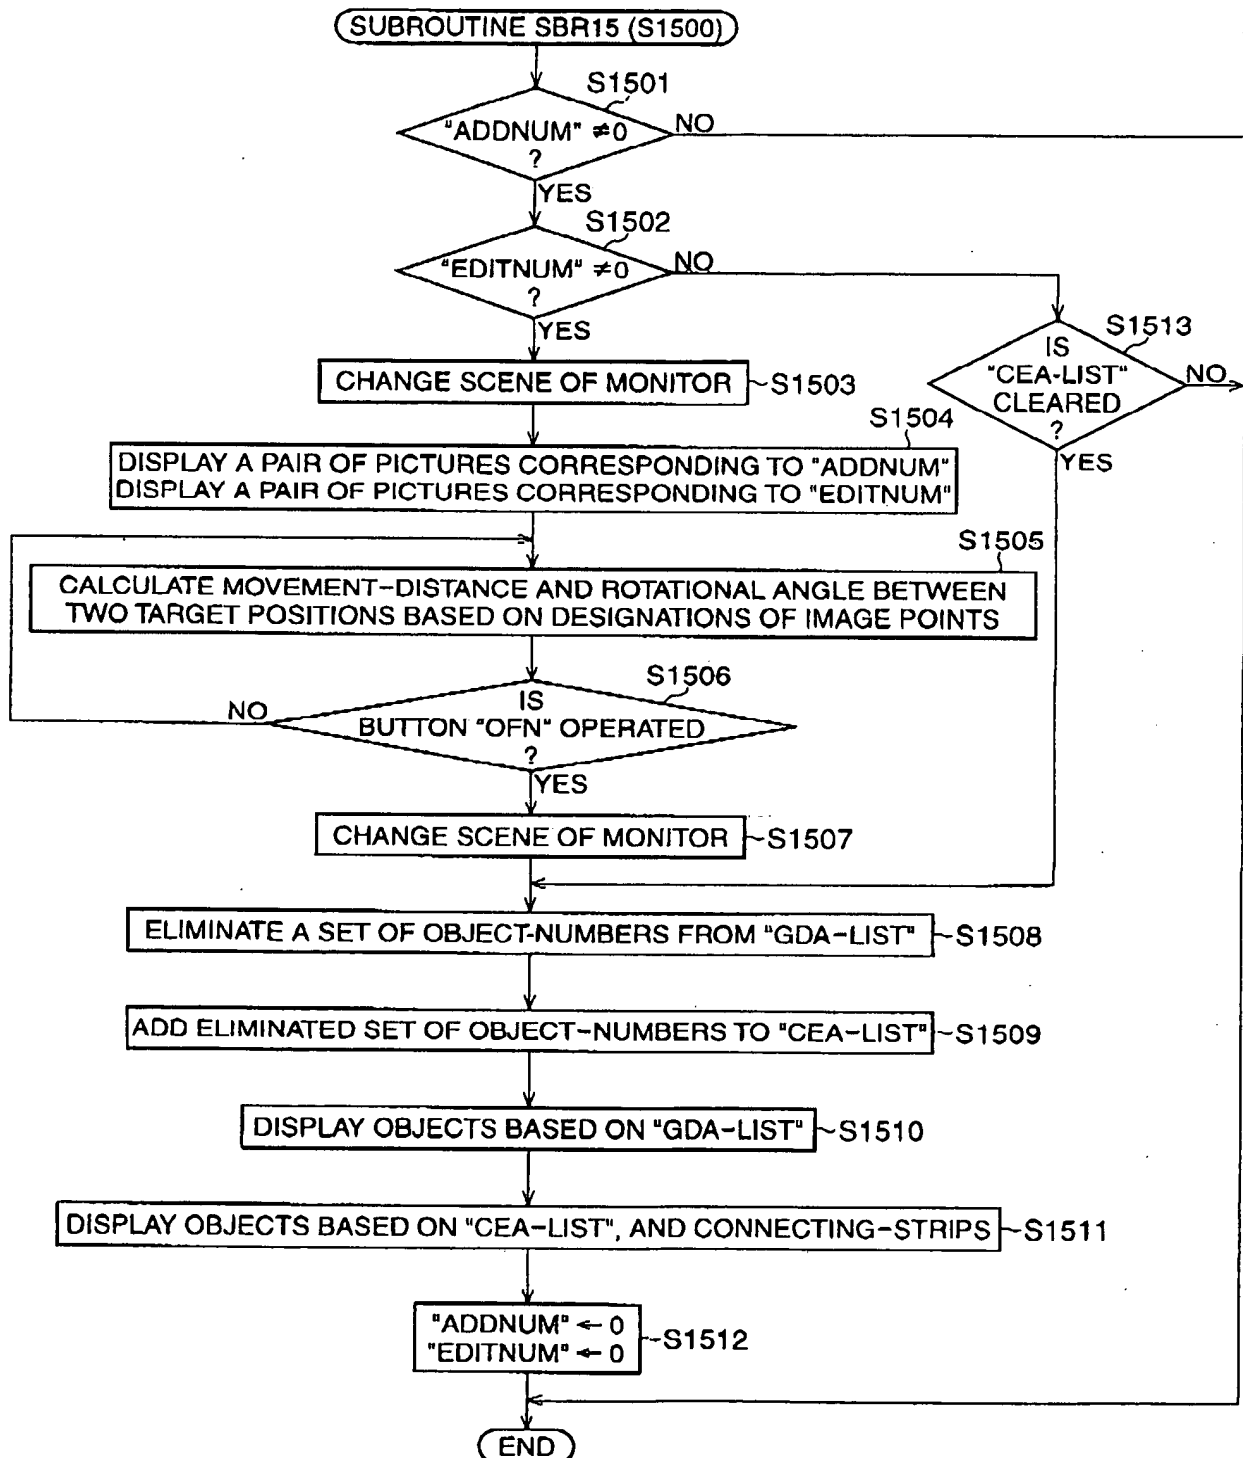 SUBROUTINE SBR15 (S1500)
S1501
"ADDNUM" ≠0
?
NO
YES
S1502
"EDITNUM" ≠0
?
NO
YES
S1513
IS
"CEA-LIST"
CLEARED
?
NO
YES
CHANGE SCENE OF MONITOR
S1503
S1504
DISPLAY A PAIR OF PICTURES CORRESPONDING TO "ADDNUM"
DISPLAY A PAIR OF PICTURES CORRESPONDING TO "EDITNUM"
S1505
CALCULATE MOVEMENT-DISTANCE AND ROTATIONAL ANGLE BETWEEN
TWO TARGET POSITIONS BASED ON DESIGNATIONS OF IMAGE POINTS
S1506
IS
BUTTON "OFN" OPERATED
?
NO
YES
CHANGE SCENE OF MONITOR
S1507
ELIMINATE A SET OF OBJECT-NUMBERS FROM "GDA-LIST"
S1508
ADD ELIMINATED SET OF OBJECT-NUMBERS TO "CEA-LIST"
S1509
DISPLAY OBJECTS BASED ON "GDA-LIST"
S1510
DISPLAY OBJECTS BASED ON "CEA-LIST", AND CONNECTING-STRIPS
S1511
"ADDNUM" ← 0
"EDITNUM" ← 0
S1512
END